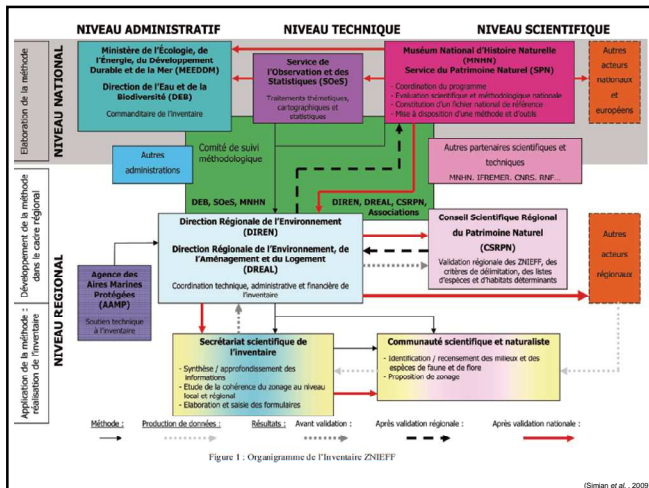 NIVEAU ADMINISTRATIF
NIVEAU TECHNIQUE
NIVEAU SCIENTIFIQUE
Elaboration de la méthode
NIVEAU NATIONAL
Ministère de l'Écologie, de
l'Énergie, du Développement
Durable et de la Mer (MEEDDM)
Direction de l'Eau et de la
Biodiversité (DEB)
Commanditaire de l'inventaire
Service de
l'Observation et des
Statistiques (SOeS)
Traitements thématiques,
cartographiques et
statistiques
Muséum National d'Histoire Naturelle
(MNHN)
Service du Patrimoine Naturel (SPN)
- Coordination du programme
- Evaluation scientifique et méthodologique nationale
- Constitution d'un fichier national de référence
- Mise à disposition d'une méthode et d'outils
Autres
acteurs
nationaux
et
européens
Autres
administrations
Comité de suivi
méthodologique
DEB, SOeS, MNHN
DIREN, DREAL, CSRPN,
Associations
Autres partenaires scientifiques et
techniques
MNHN, IFREMER, CNRS, RNF...
Développement de la méthode
dans le cadre régional
NIVEAU REGIONAL
Direction Régionale de l'Environnement
(DIREN)
Direction Régionale de l'Environnement, de
l'Aménagement et du Logement
(DREAL)
Coordination technique, administrative et financière de
l'inventaire
Conseil Scientifique Régional
du Patrimoine Naturel
(CSRPN)
Validation régionale des ZNIEFF, des
critères de délimitation, des listes
d'espèces et d'habitats déterminants
Autres
acteurs
régionaux
Agence des
Aires Marines
Protégées
(AAMP)
Soutien technique
à l'inventaire
Application de la méthode :
réalisation de l'inventaire
Secrétariat scientifique de
l'inventaire
- Synthèse / approfondissement des
informations
- Etude de la cohérence du zonage au niveau
local et régional
- Elaboration et saisie des formulaires
Communauté scientifique et naturaliste
- Identification / recensement des milieux et des
espèces de faune et de flore
- Proposition de zonage
Méthode : Production de données : Résultats : Avant validation : Après validation régionale : Après validation nationale :
Figure 1 : Organigramme de l'Inventaire ZNIEFF
(Simian et al., 2009